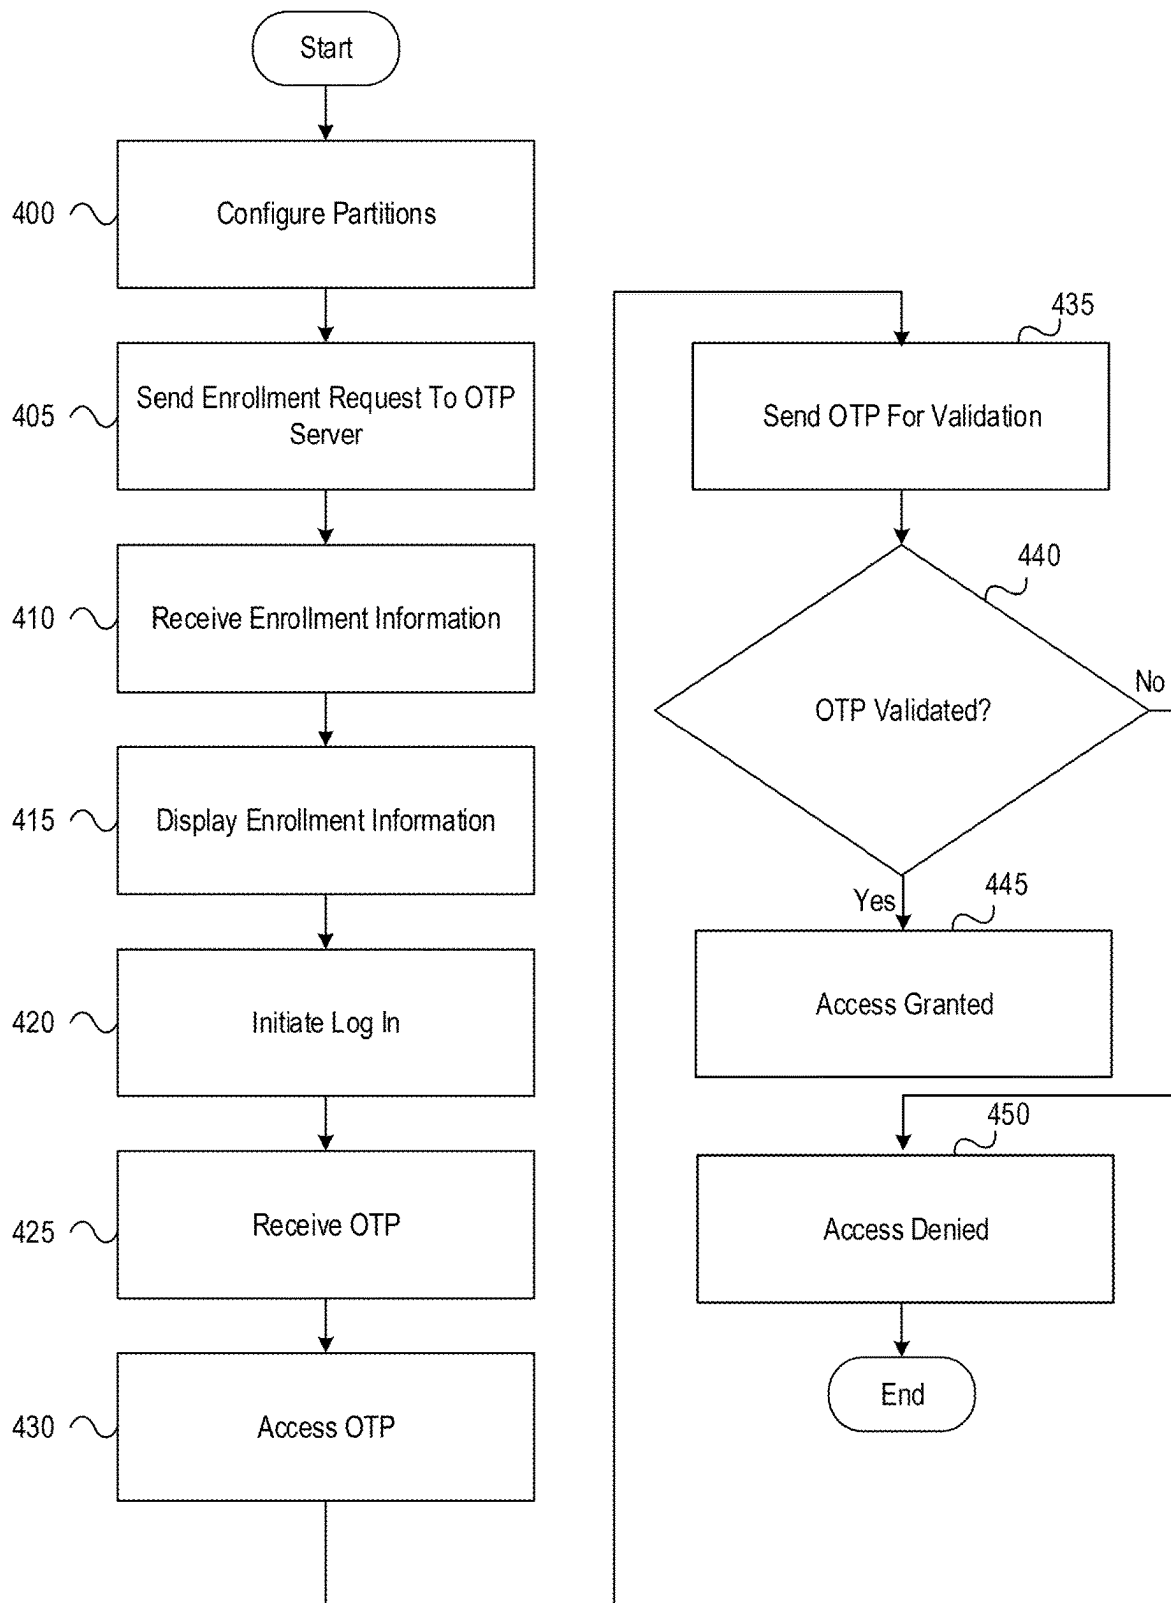 Start
400
Configure Partitions
405
Send Enrollment Request To OTP
Server
410
Receive Enrollment Information
415
Display Enrollment Information
420
Initiate Log In
425
Receive OTP
430
Access OTP
435
Send OTP For Validation
440
OTP Validated?
No
Yes
445
Access Granted
450
Access Denied
End